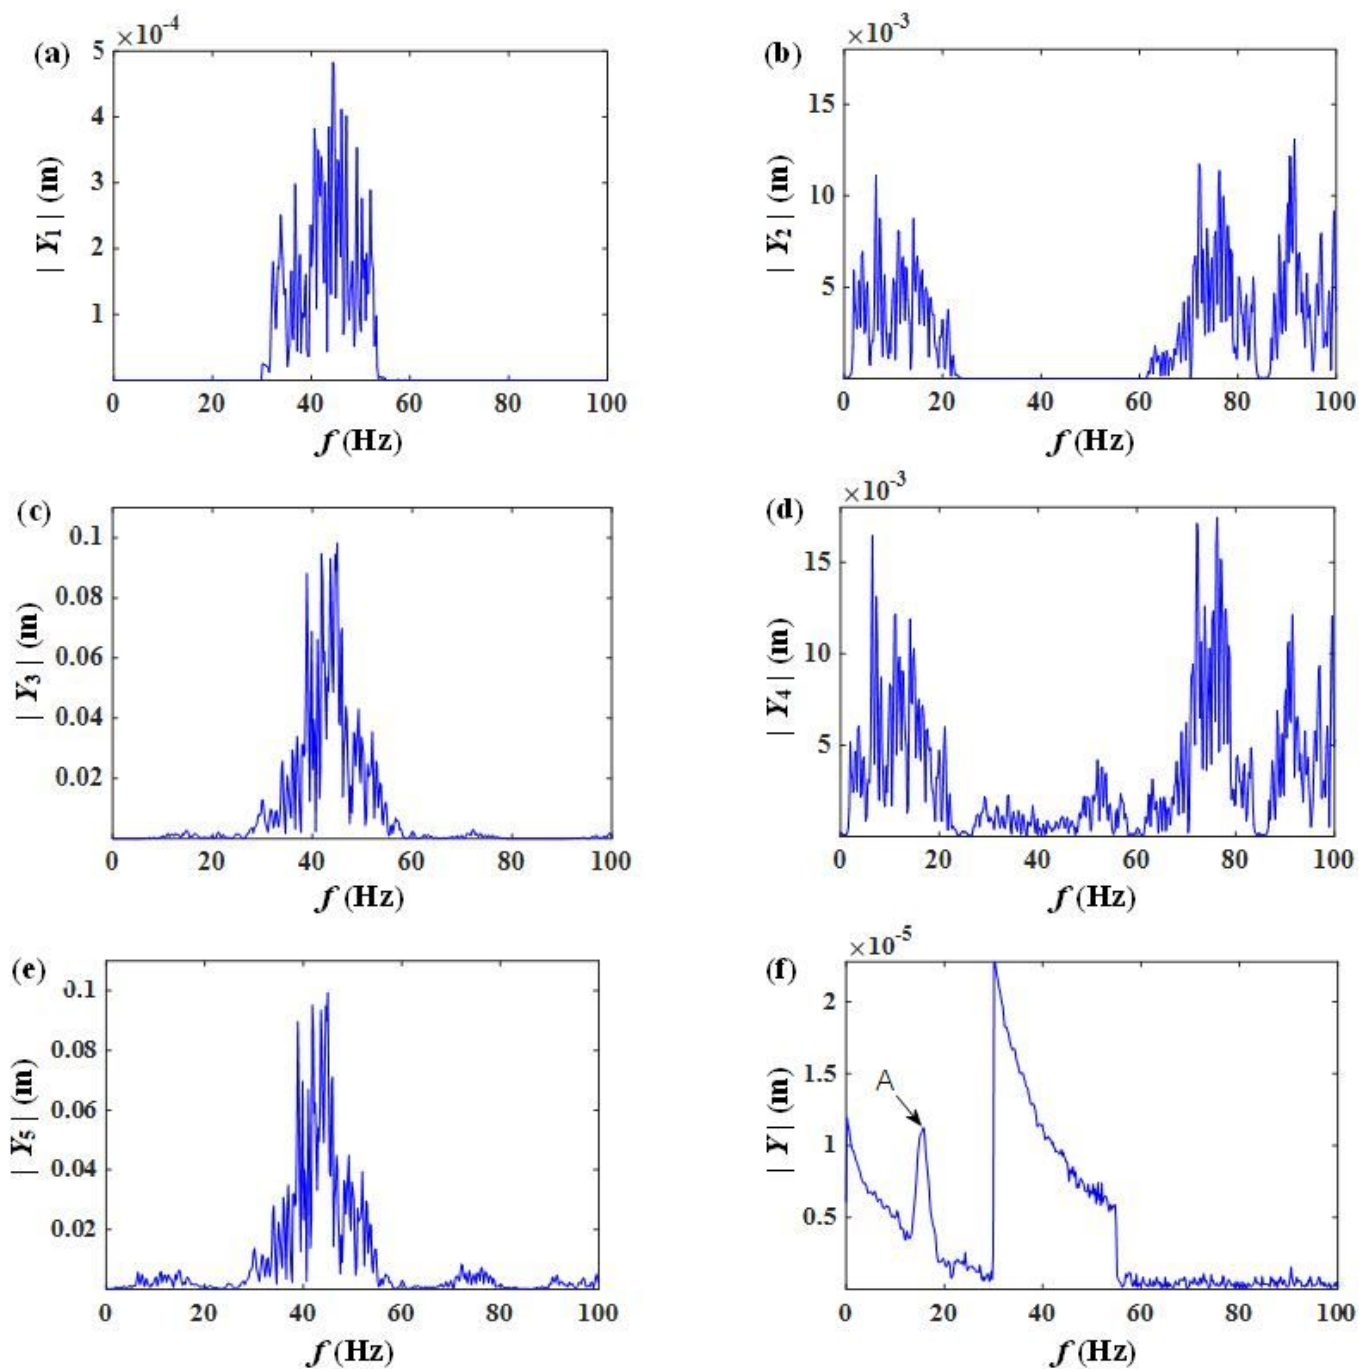 (a)
×10-4
5
4
3
2
1
| Y1 | (m)
0 20 40 60 80 100
f (Hz)
(b)
×10-3
15
10
5
| Y2 | (m)
0 20 40 60 80 100
f (Hz)
(c)
0.1
0.08
0.06
0.04
0.02
| Y3 | (m)
0 20 40 60 80 100
f (Hz)
(d)
×10-3
15
10
5
| Y4 | (m)
0 20 40 60 80 100
f (Hz)
(e)
0.1
0.08
0.06
0.04
0.02
| Y5 | (m)
0 20 40 60 80 100
f (Hz)
(f)
×10-5
2
1.5
1
0.5
A
| Y | (m)
0 20 40 60 80 100
f (Hz)